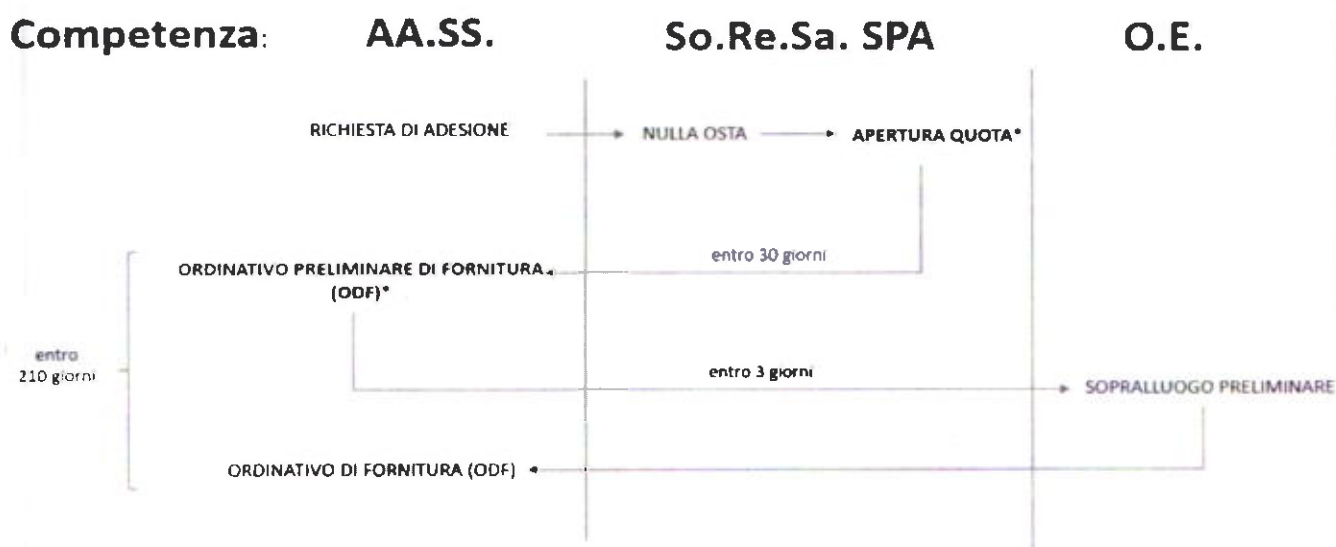 Competenza: AA.SS. So.Re.Sa. SPA O.E.
RICHIESTA DI ADESIONE NULLA OSTA APERTURA QUOTA*
entro 30 giorni
ORDINATIVO PRELIMINARE DI FORNITURA
(ODF)*
entro
210 giorni
entro 3 giorni
SOPRALLUOGO PRELIMINARE
ORDINATIVO DI FORNITURA (ODF)